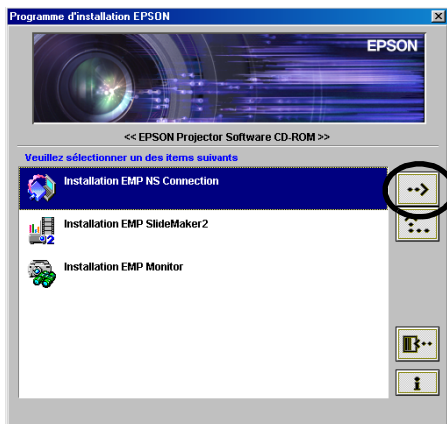 Programme d'installation EPSON
EPSON
<< EPSON Projector Software CD-ROM >>
Veuillez sélectionner un des items suivants
Installation EMP NS Connection
Installation EMP SlideMaker2
Installation EMP Monitor